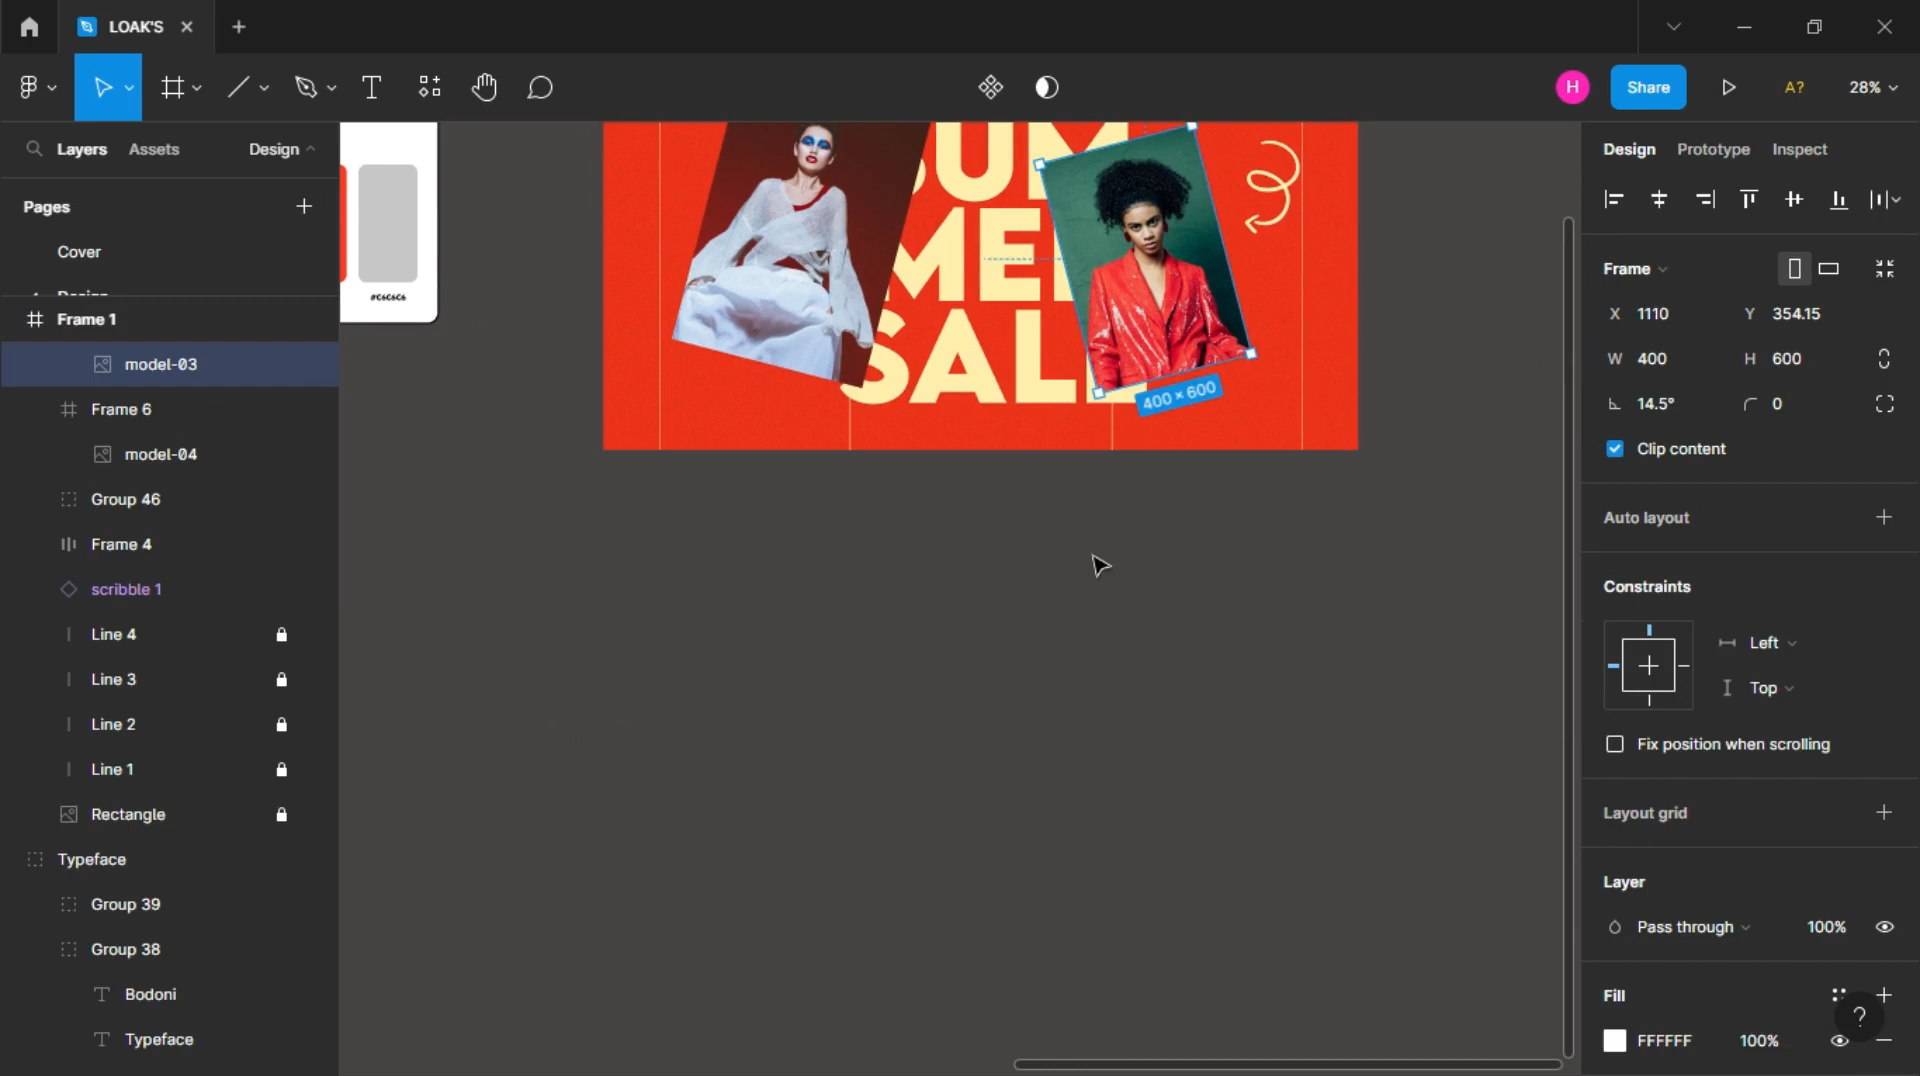 LOAK'S
H
Share
A?
28%
Layers
Assets
Design
Design
Prototype
Inspect
Pages
Cover
Frame 1
model-03
Frame 6
model-04
Group 46
Frame 4
scribble 1
Line 4
Line 3
Line 2
Line 1
Rectangle
Typeface
Group 39
Group 38
Bodoni
Typeface
#C6C6C6
SUM
MER
SALE
400 × 600
Frame
X 1110
Y 354.15
W 400
H 600
14.5°
0
Clip content
Auto layout
Constraints
Left
Top
Fix position when scrolling
Layout grid
Layer
Pass through
100%
Fill
?
FFFFFF
100%